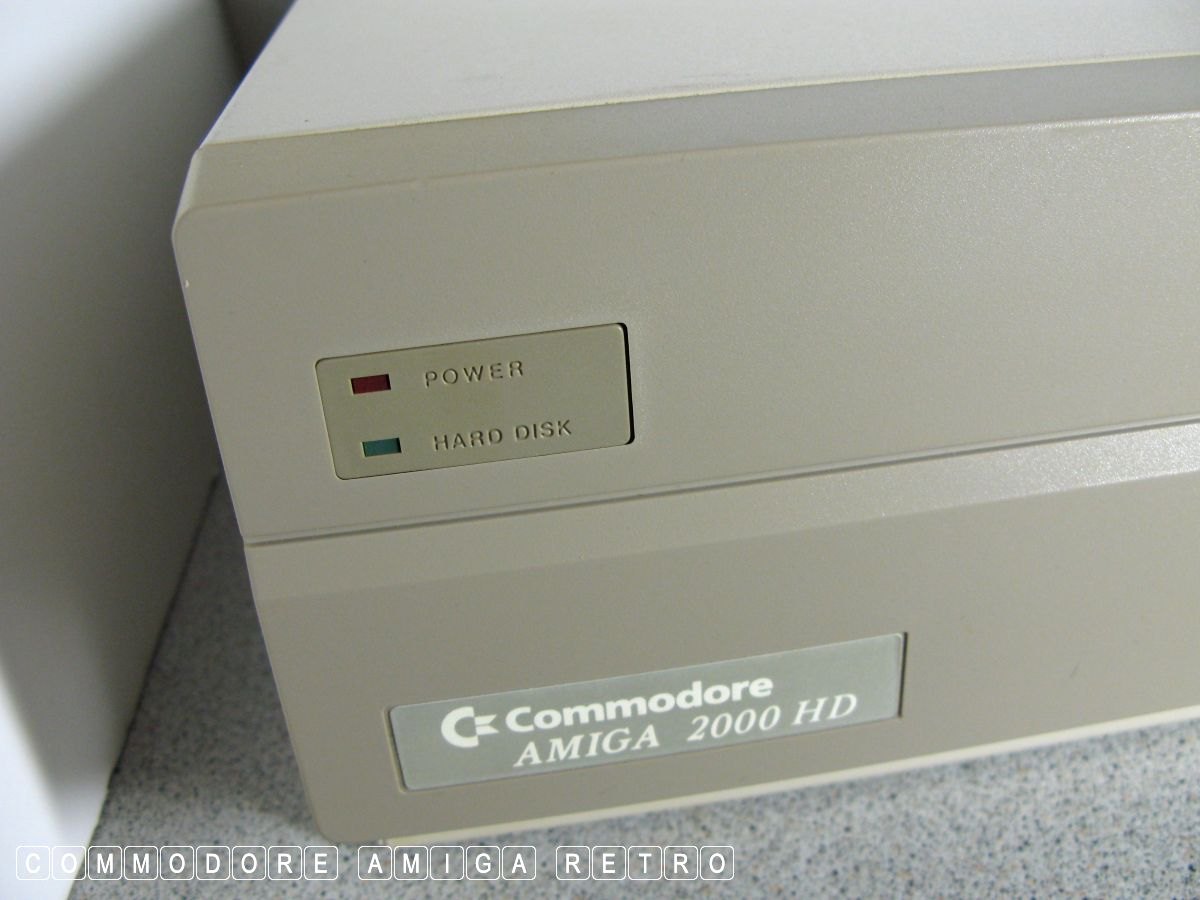 POWER
HARD DISK
Commodore
AMIGA 2000 HD
COMMODORE AMIGA RETRO